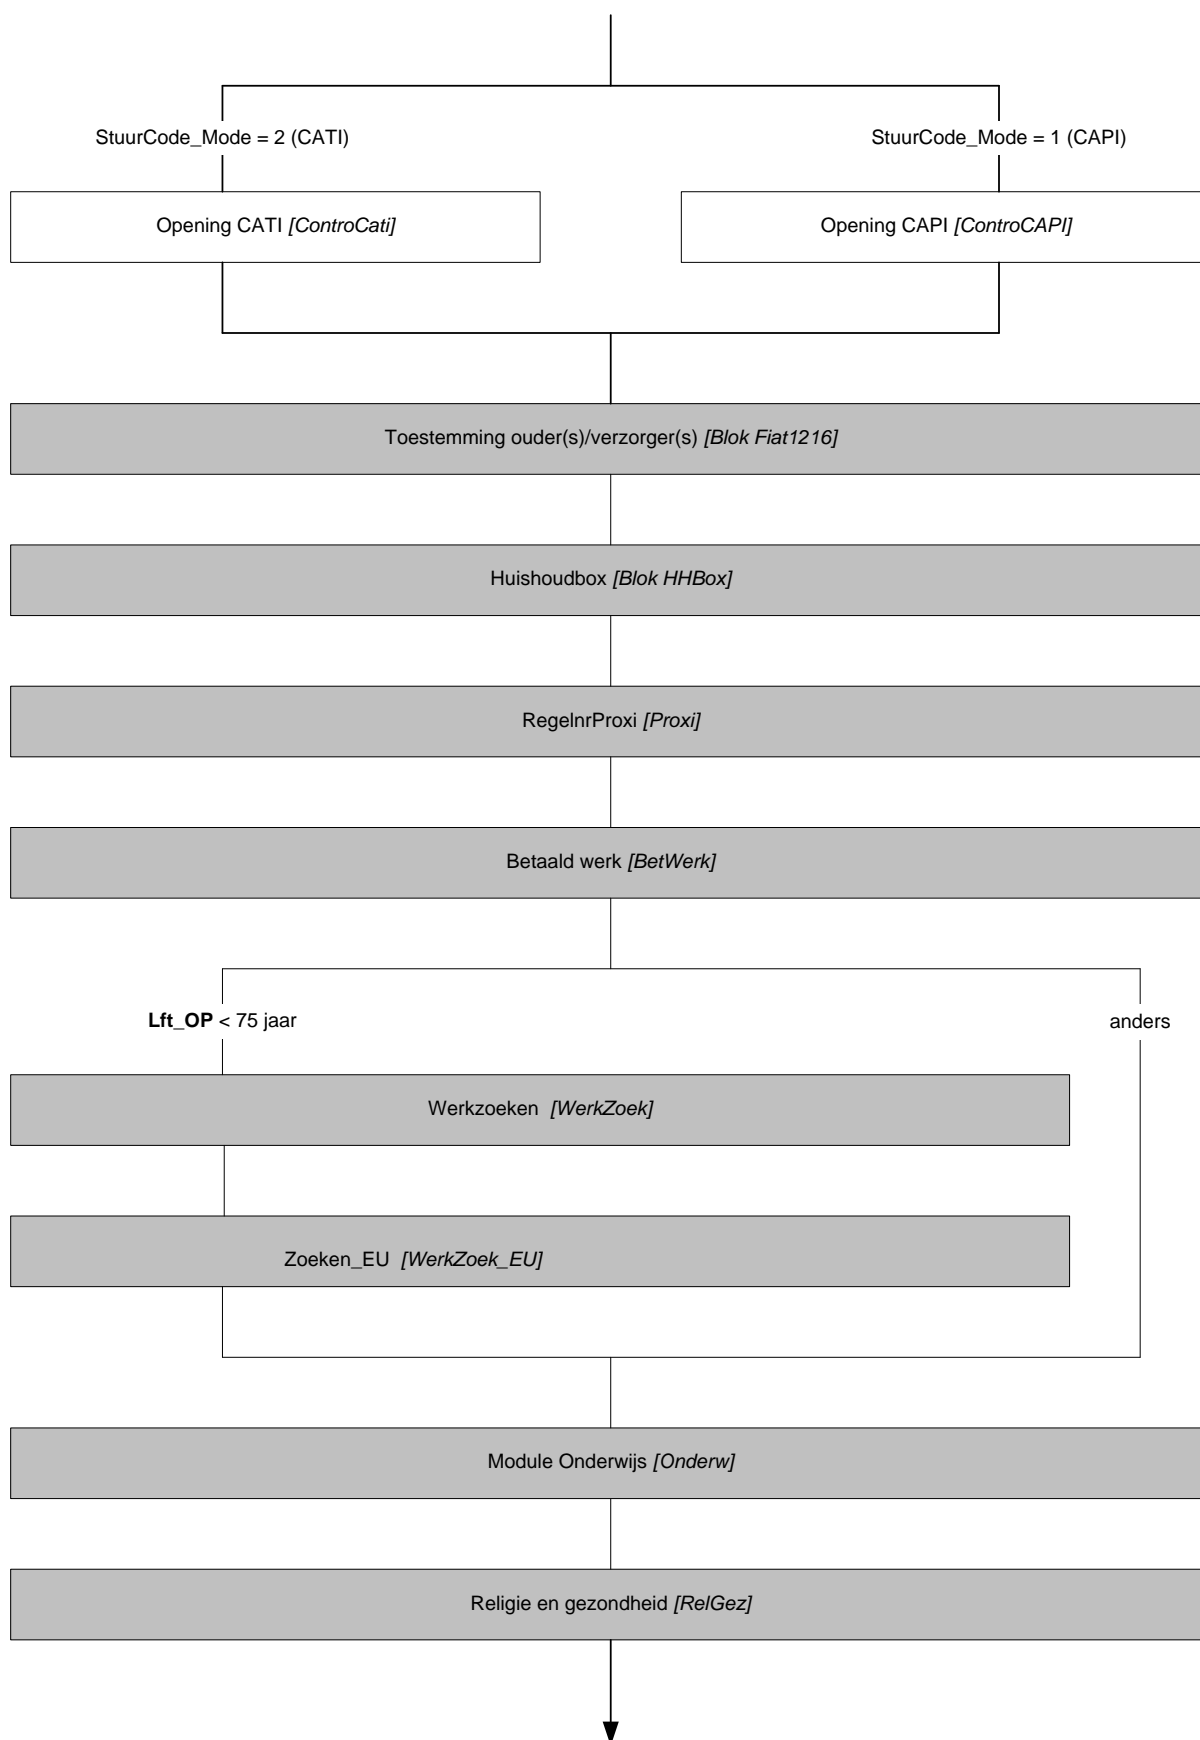 StuurCode_Mode = 2 (CATI)
StuurCode_Mode = 1 (CAPI)
Opening CATI [ControCati]
Opening CAPI [ControCAPI]
Toestemming ouder(s)/verzorger(s) [Blok Fiat1216]
Huishoudbox [Blok HHBox]
RegelnrProxi [Proxi]
Betaald werk [BetWerk]
Lft_OP < 75 jaar
anders
Werkzoeken [WerkZoek]
Zoeken_EU [WerkZoek_EU]
Module Onderwijs [Onderw]
Religie en gezondheid [RelGez]